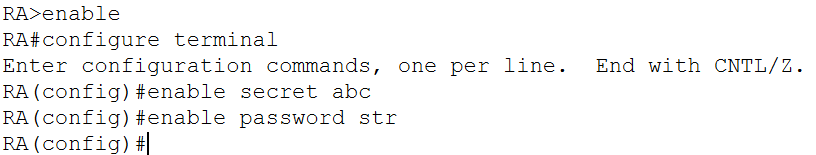 RA>enable
RA#configure terminal
Enter configuration commands, one per line.  End with CNTL/Z.
RA(config)#enable secret abc
RA(config)#enable password str
RA(config)#